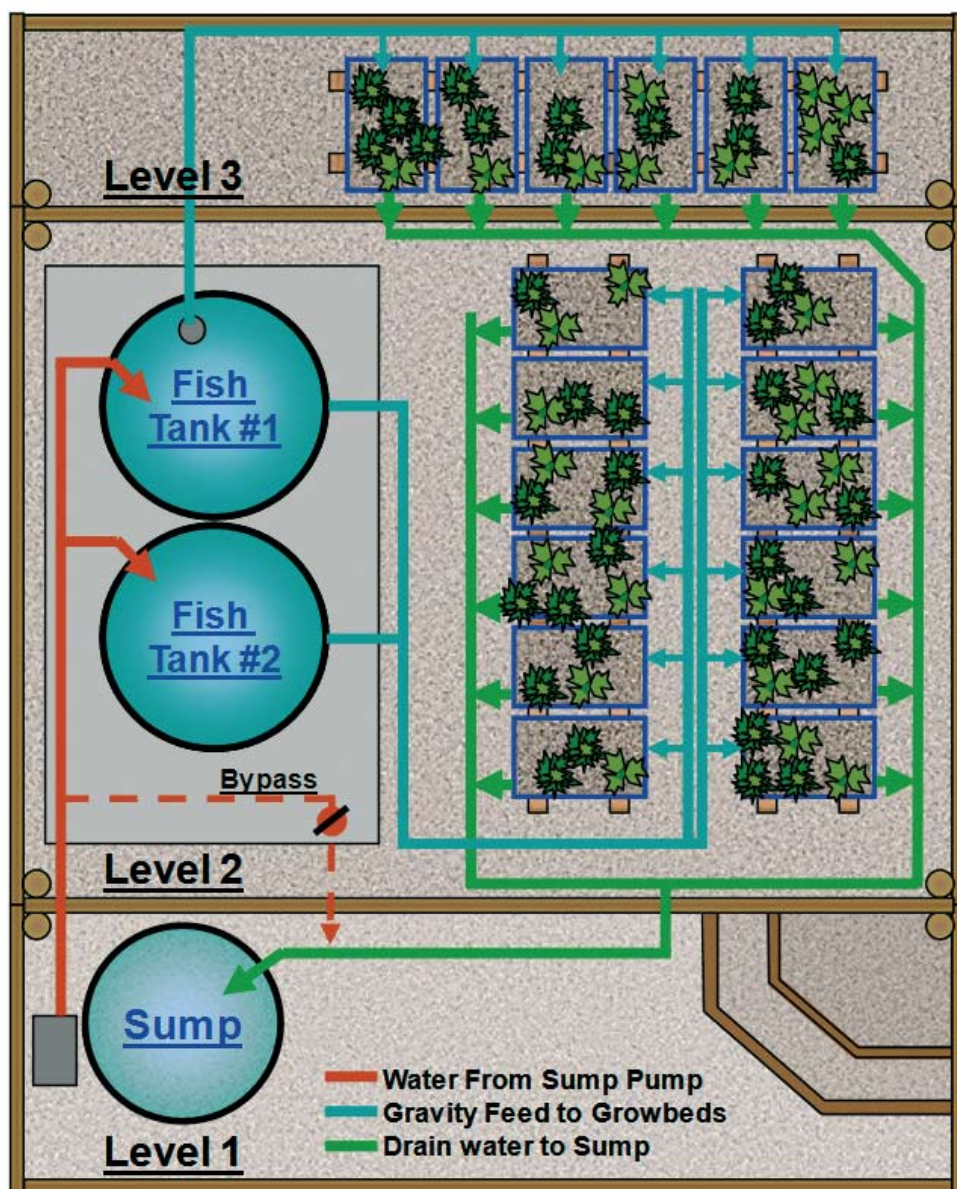 Level 3
Fish
Tank #1
Fish
Tank #2
Bypass
Level 2
Sump
Water From Sump Pump
Gravity Feed to Growbeds
Drain water to Sump
Level 1